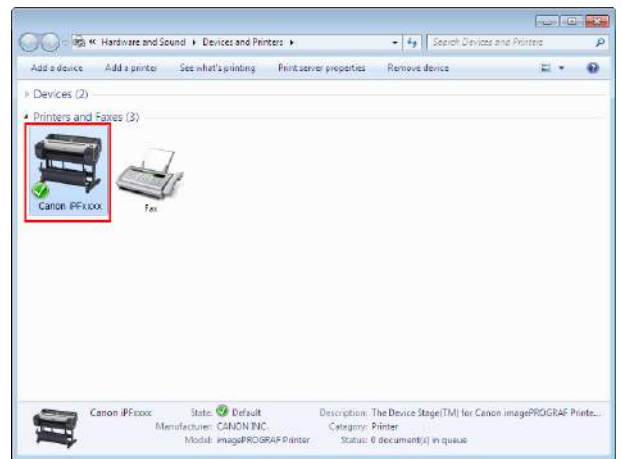 « Hardware and Sound ▸ Devices and Printers ▸ Search Devices and Printers
Add a device Add a printer See what's printing Print server properties Remove device
Devices (2)
Printers and Faxes (3)
Canon iPFxxxx
Fax
Canon iPFxxxx State: Default Description: The Device Stage(TM) for Canon imagePROGRAF Printe...
Manufacturer: CANON INC. Category: Printer
Model: imagePROGRAF Printer Status: 0 document(s) in queue